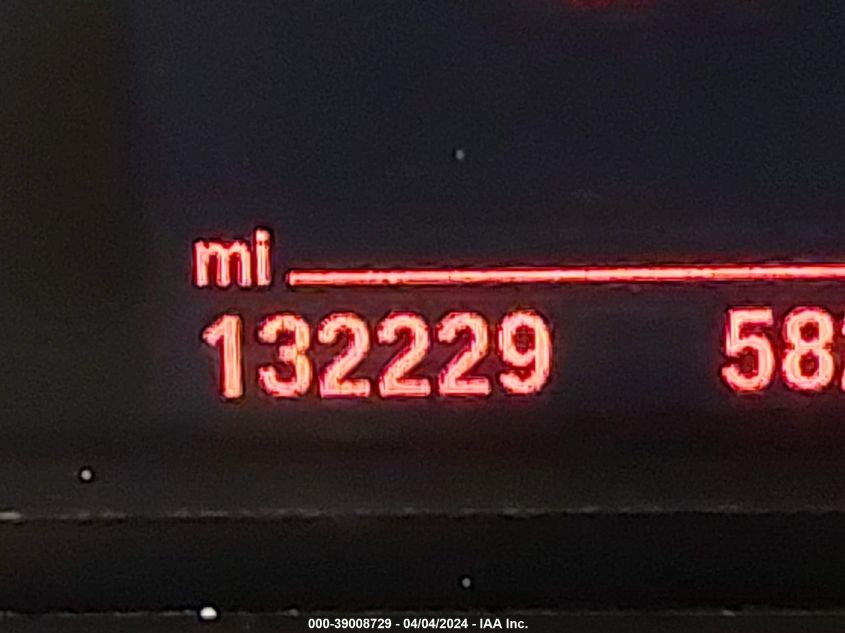 mi
132229 58
000-39008729 - 04/04/2024 - IAA Inc.